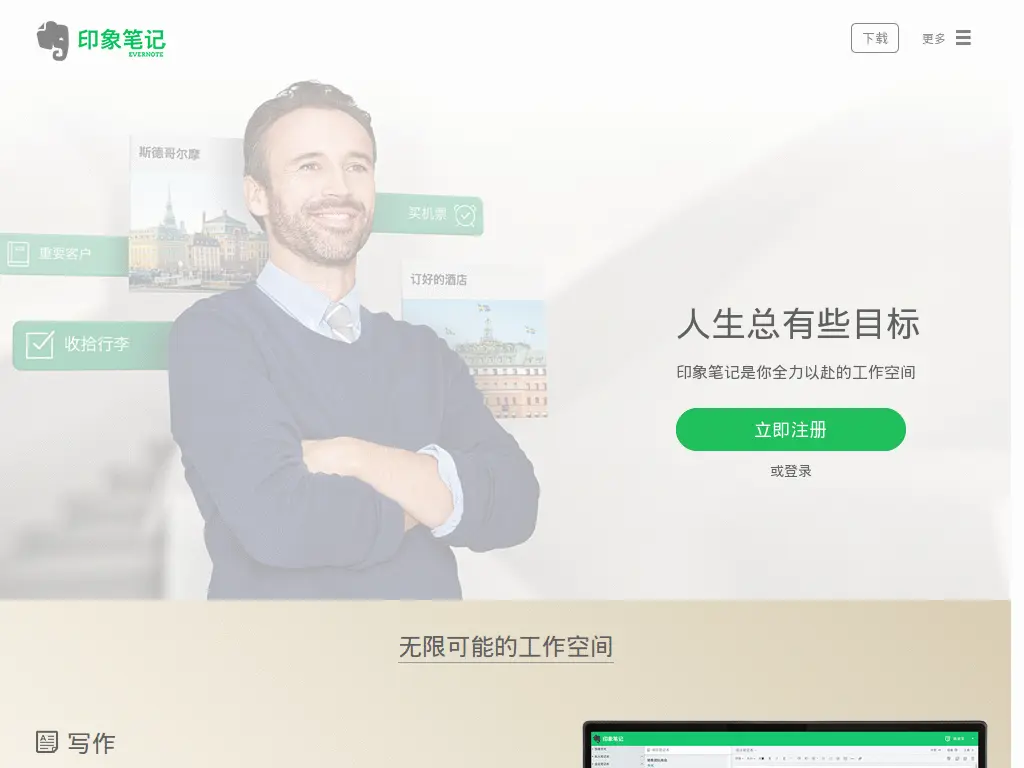 印象笔记
EVERNOTE
下载
更多
斯德哥尔摩
买机票
重要客户
订好的酒店
收拾行李
人生总有些目标
印象笔记是你全力以赴的工作空间
立即注册
或登录
无限可能的工作空间
写作
印象笔记